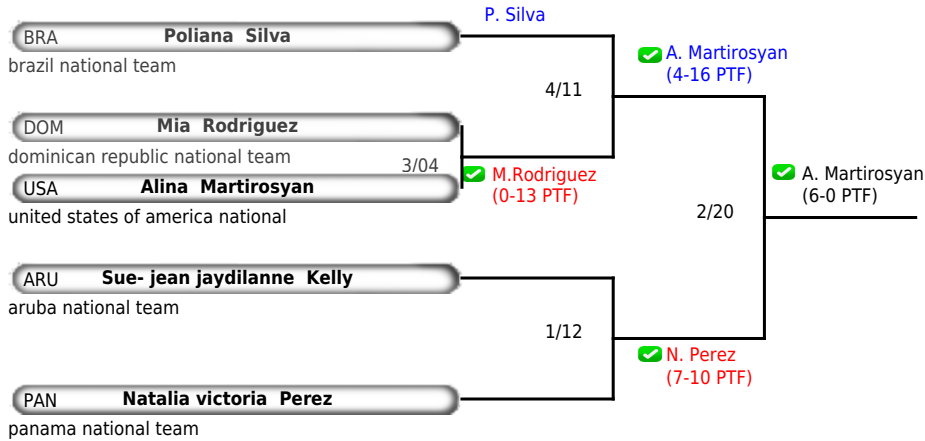 P. Silva
BRA Poliana Silva
brazil national team
A. Martirosyan
(4-16 PTF)
4/11
DOM Mia Rodriguez
dominican republic national team
3/04
M.Rodriguez
(0-13 PTF)
A. Martirosyan
(6-0 PTF)
USA Alina Martirosyan
united states of america national
2/20
ARU Sue- jean jaydilanne Kelly
aruba national team
1/12
N. Perez
(7-10 PTF)
PAN Natalia victoria Perez
panama national team